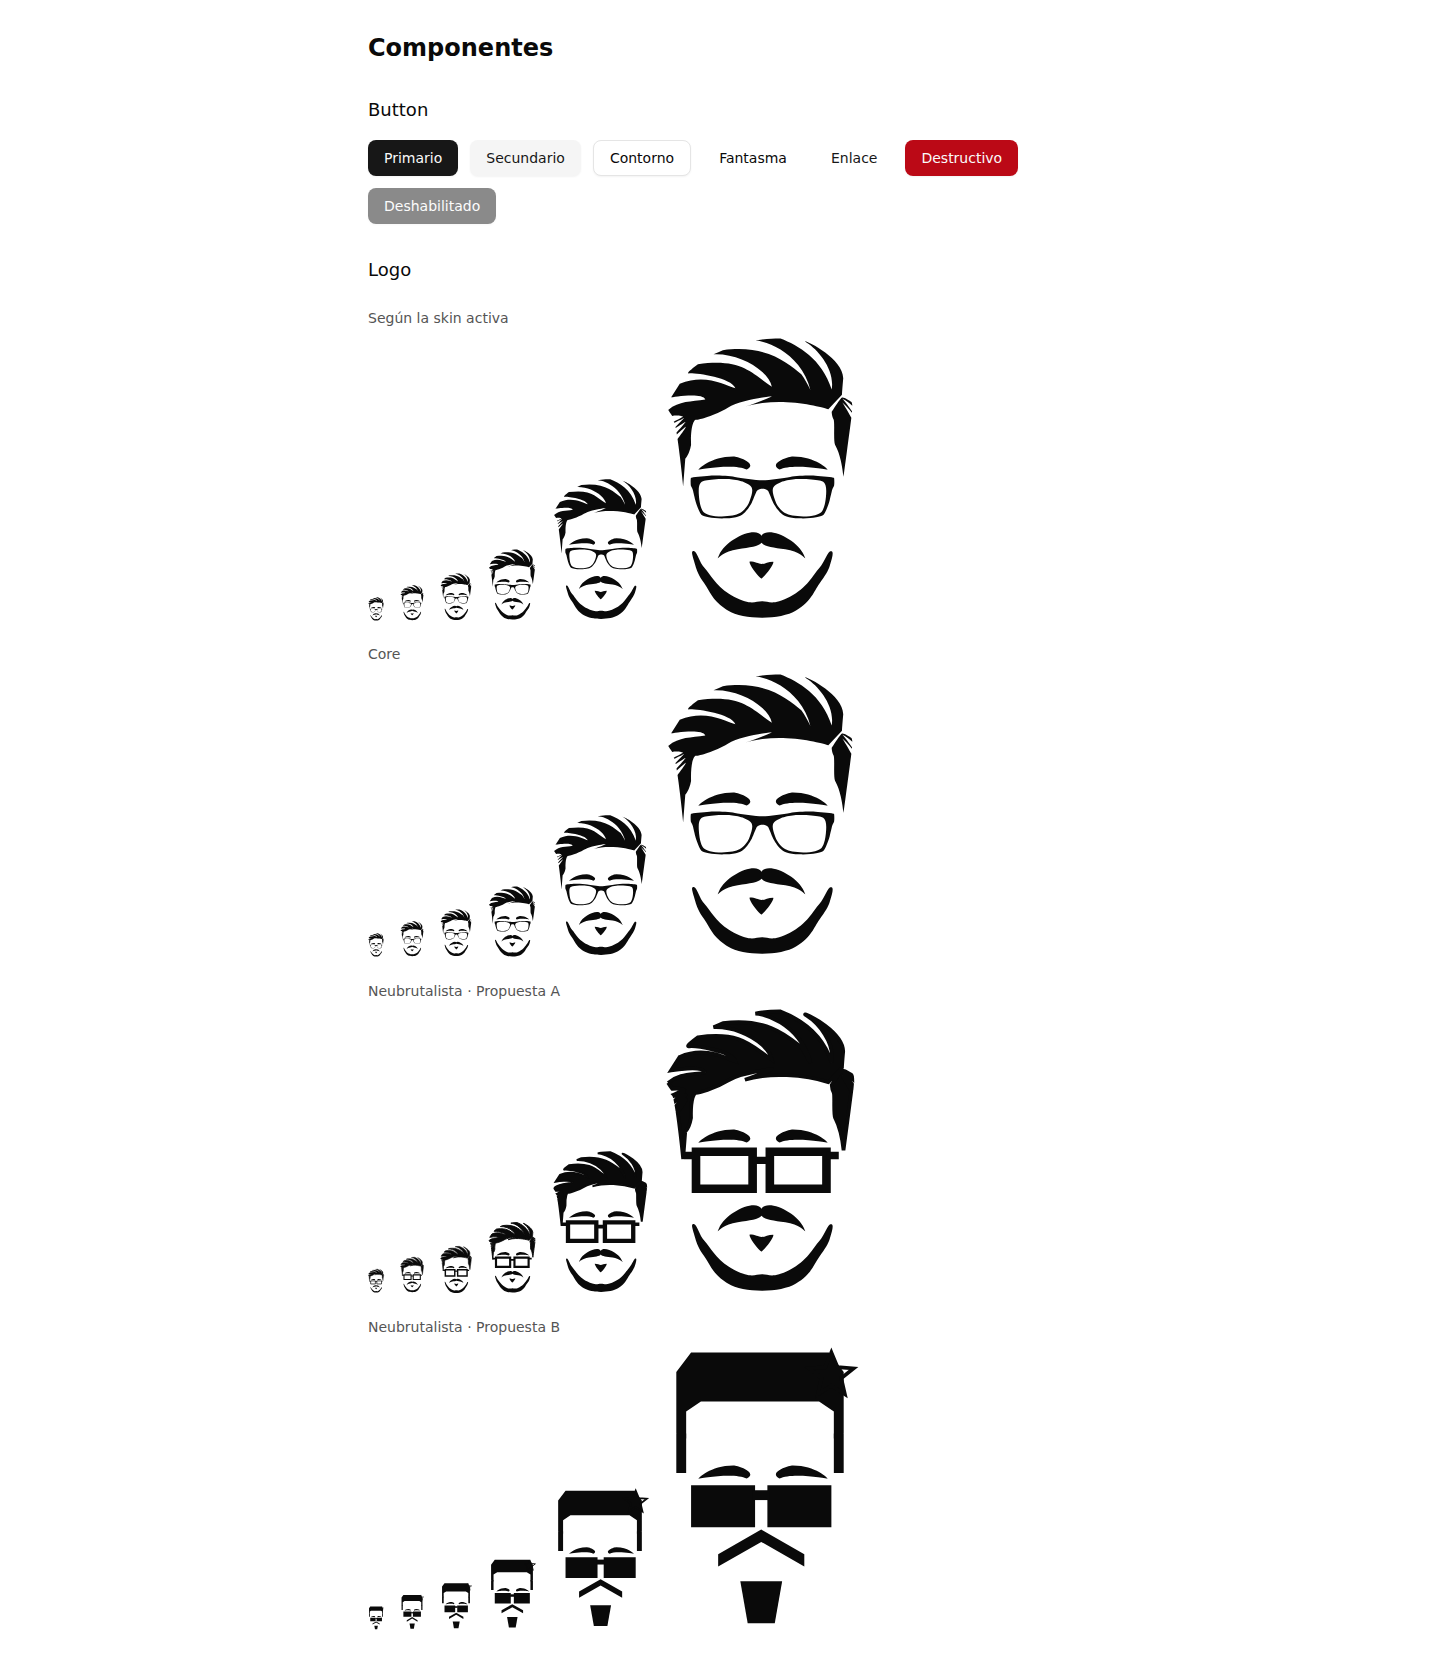 Componentes
Button
Primario Secundario Contorno Fantasma Enlace Destructivo
Deshabilitado
Logo
Según la skin activa
Core
Neubrutalista · Propuesta A
Neubrutalista · Propuesta B